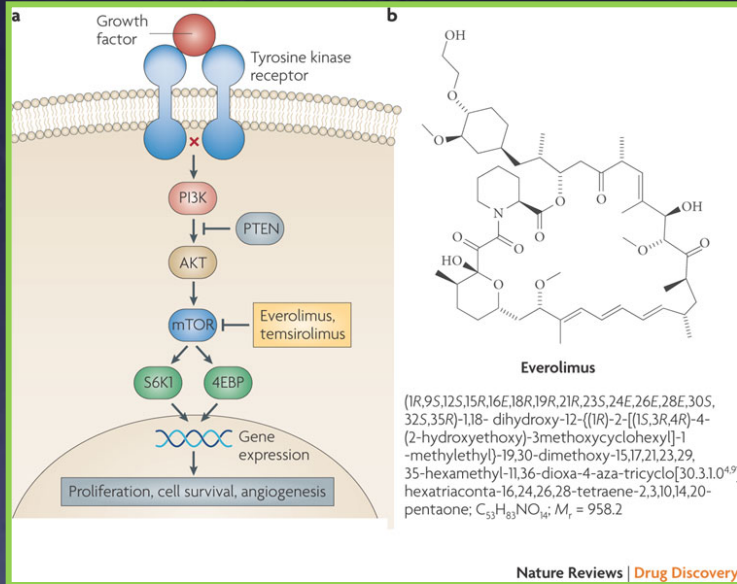 a
Growth
factor
Tyrosine kinase
receptor
×
PI3K
PTEN
AKT
mTOR
Everolimus,
temsirolimus
S6K1
4EBP
Gene
expression
Proliferation, cell survival, angiogenesis
b
OH
O
O
O
N
O
O
O
O
HO
O
O
OH
O
O
Everolimus
(1R,9S,12S,15R,16E,18R,19R,21R,23S,24E,26E,28E,30S,
32S,35R)-1,18- dihydroxy-12-{(1R)-2-[(1S,3R,4R)-4-
(2-hydroxyethoxy)-3methoxycyclohexyl]-1
-methylethyl}-19,30-dimethoxy-15,17,21,23,29,
35-hexamethyl-11,36-dioxa-4-aza-tricyclo[30.3.1.0⁴,⁹]
hexatriaconta-16,24,26,28-tetraene-2,3,10,14,20-
pentaone; C₅₃H₈₃NO₁₄; Mᵣ = 958.2
Nature Reviews | Drug Discovery